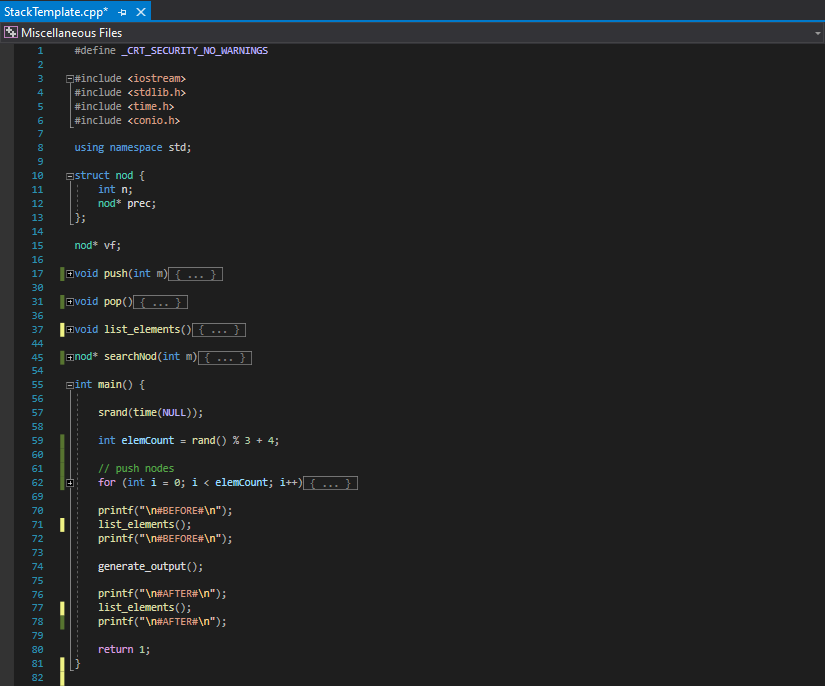 StackTemplate.cpp*
Miscellaneous Files
1 #define _CRT_SECURITY_NO_WARNINGS
2
3 #include <iostream>
4 #include <stdlib.h>
5 #include <time.h>
6 #include <conio.h>
7
8 using namespace std;
9
10 struct nod {
11 int n;
12 nod* prec;
13 };
14
15 nod* vf;
16
17 void push(int m) { ... }
30
31 void pop() { ... }
36
37 void list_elements() { ... }
44
45 nod* searchNod(int m) { ... }
54
55 int main() {
56
57 srand(time(NULL));
58
59 int elemCount = rand() % 3 + 4;
60
61 // push nodes
62 for (int i = 0; i < elemCount; i++) { ... }
69
70 printf("\n#BEFORE#\n");
71 list_elements();
72 printf("\n#BEFORE#\n");
73
74 generate_output();
75
76 printf("\n#AFTER#\n");
77 list_elements();
78 printf("\n#AFTER#\n");
79
80 return 1;
81 }
82